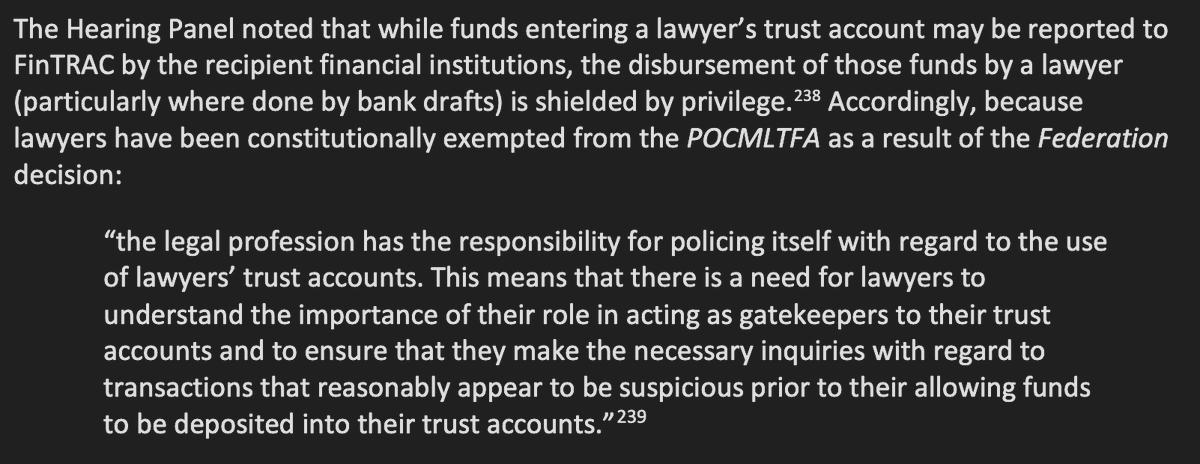 The Hearing Panel noted that while funds entering a lawyer’s trust account may be reported to
FinTRAC by the recipient financial institutions, the disbursement of those funds by a lawyer
(particularly where done by bank drafts) is shielded by privilege.238 Accordingly, because
lawyers have been constitutionally exempted from the POCMLTFA as a result of the Federation
decision:
“the legal profession has the responsibility for policing itself with regard to the use
of lawyers’ trust accounts. This means that there is a need for lawyers to
understand the importance of their role in acting as gatekeepers to their trust
accounts and to ensure that they make the necessary inquiries with regard to
transactions that reasonably appear to be suspicious prior to their allowing funds
to be deposited into their trust accounts.”239